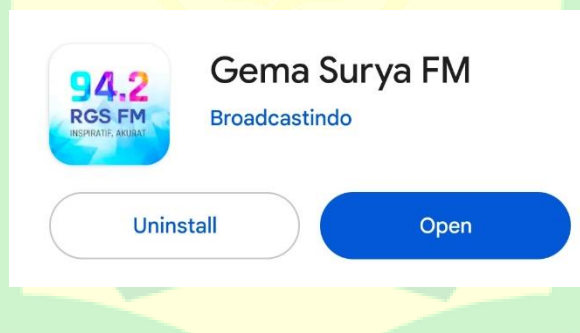 94.2
RGS FM
INSPIRATIF, AKURAT
Gema Surya FM
Broadcastindo
Uninstall
Open